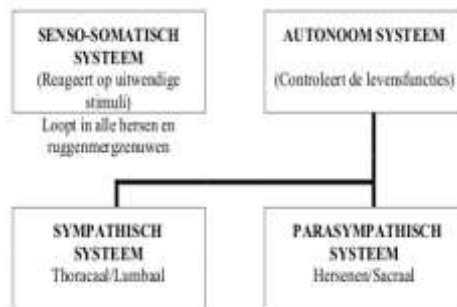 SENSO-SOMATISCH
SYSTEEM
(Reageert op uitwendige
stimuli)
Loopt in alle hersen en
ruggenmergzenuwen
AUTONOOM SYSTEEM
(Controleert de levensfuncties)
SYMPATHISCH
SYSTEEM
Thoracaal/Lumbaal
PARASYMPATHISCH
SYSTEEM
Hersenen/Sacraal